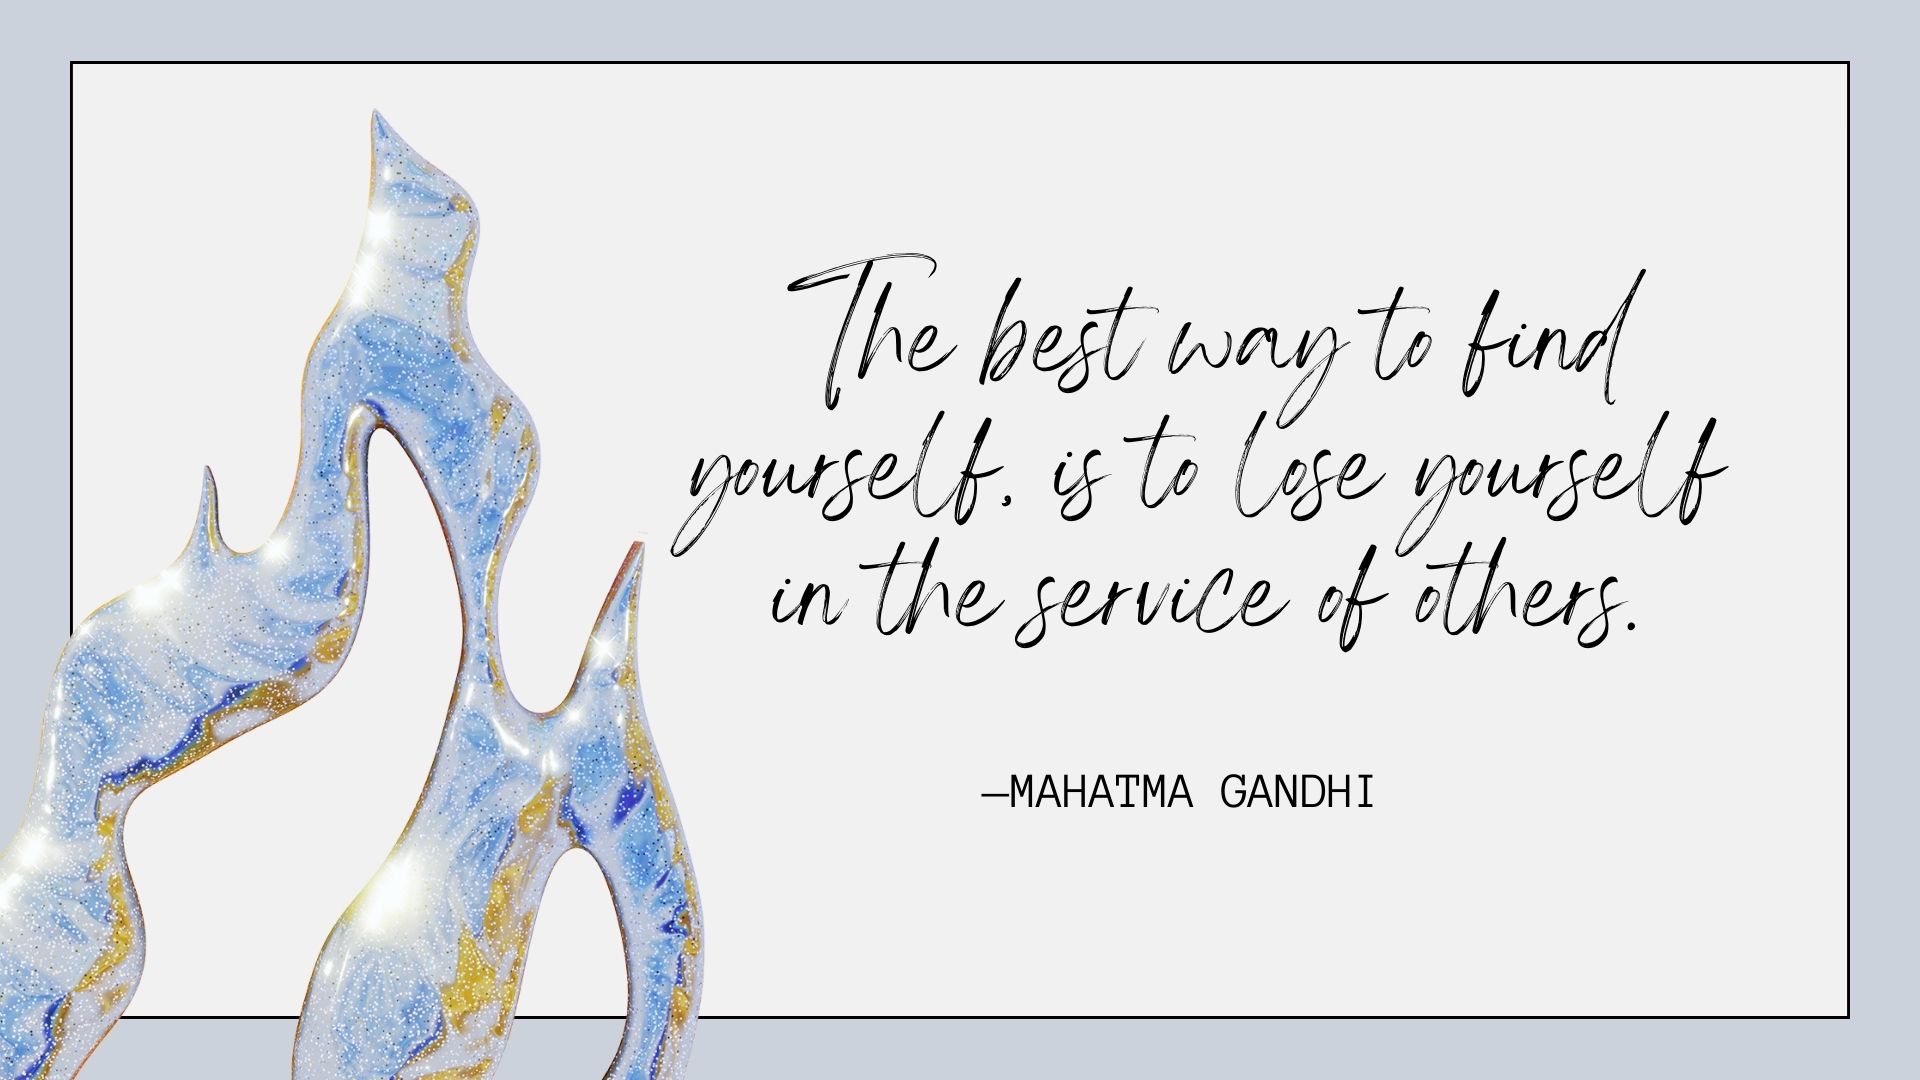 The best way to find
yourself, is to lose yourself
in the service of others.
—MAHATMA GANDHI